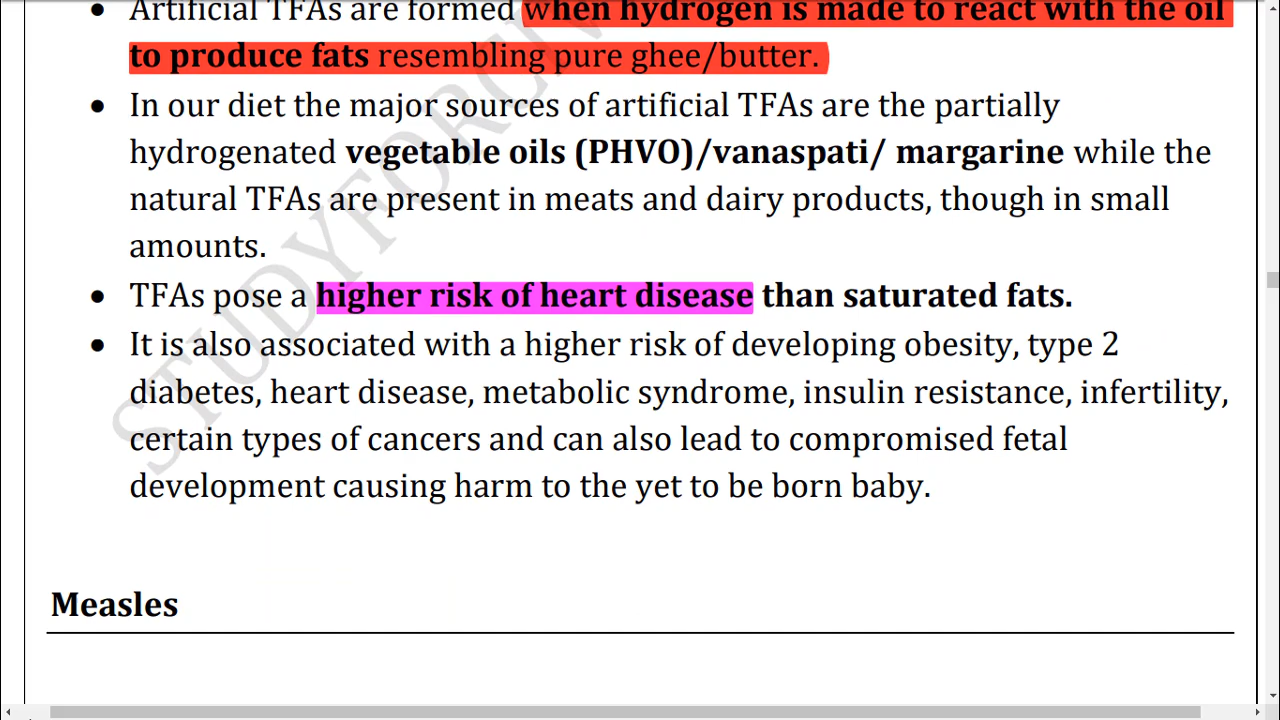 Artificial TFAs are formed when hydrogen is made to react with the oil
to produce fats resembling pure ghee/butter.
• In our diet the major sources of artificial TFAs are the partially
hydrogenated vegetable oils (PHVO)/vanaspati/ margarine while the
natural TFAs are present in meats and dairy products, though in small
amounts.
• TFAs pose a higher risk of heart disease than saturated fats.
• It is also associated with a higher risk of developing obesity, type 2
diabetes, heart disease, metabolic syndrome, insulin resistance, infertility,
certain types of cancers and can also lead to compromised fetal
development causing harm to the yet to be born baby.
Measles